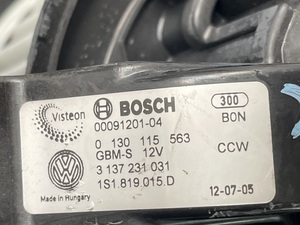 Visteon
BOSCH
300
00091201-04
BON
0 130 115 563
GBM-S 12V
CCW
3 137 231 031
Made in Hungary
1S1.819.015.D
12-07-05